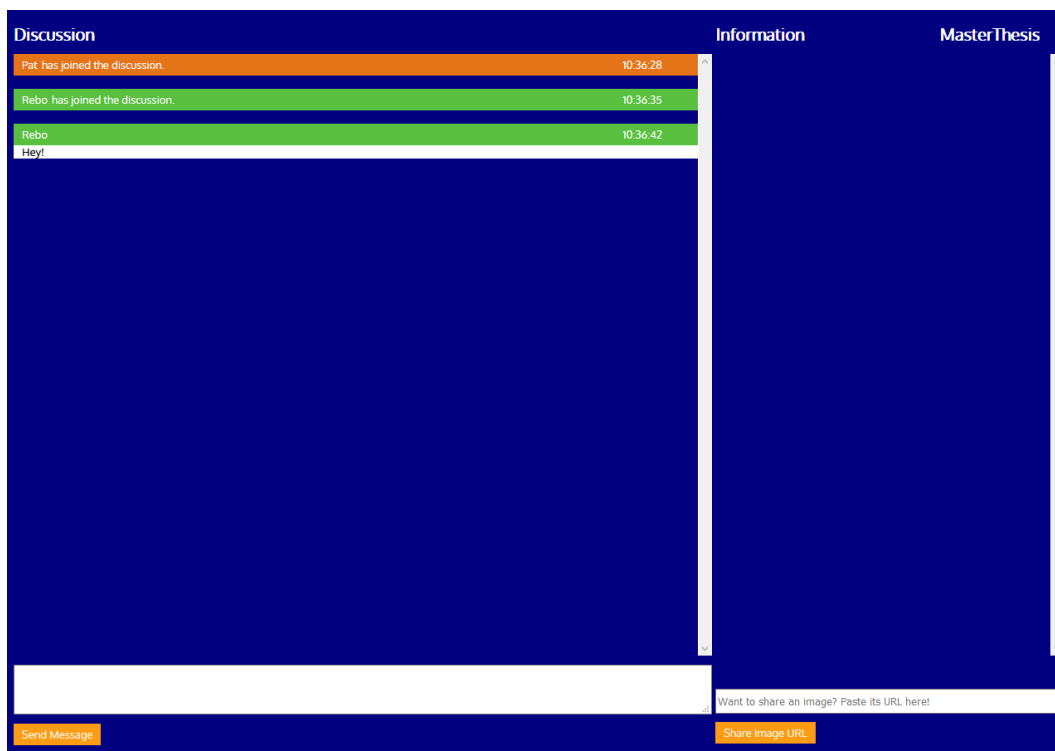 Discussion
Information
MasterThesis
Pat has joined the discussion. 10:36:28
Rebo has joined the discussion. 10:36:35
Rebo 10:36:42
Hey!
Want to share an image? Paste its URL here!
Send Message
Share Image URL